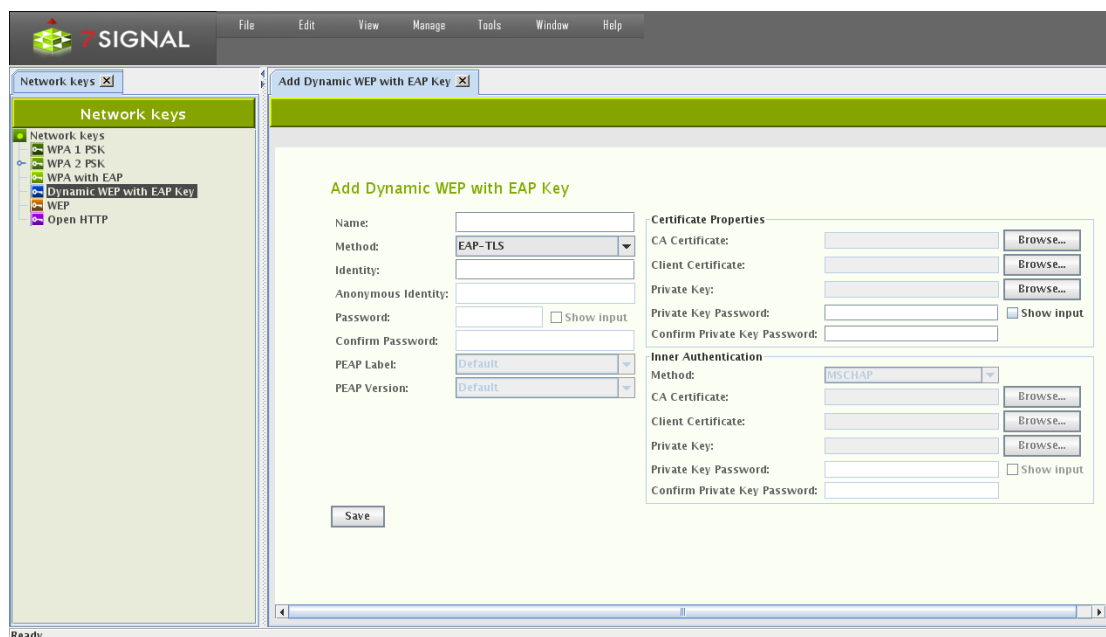 7SIGNAL
File Edit View Manage Tools Window Help
Network keys
Add Dynamic WEP with EAP Key
Network keys
Network keys
WPA 1 PSK
WPA 2 PSK
WPA with EAP
Dynamic WEP with EAP Key
WEP
Open HTTP
Add Dynamic WEP with EAP Key
Name:
Method: EAP-TLS
Identity:
Anonymous Identity:
Password: Show input
Confirm Password:
PEAP Label: Default
PEAP Version: Default
Certificate Properties
CA Certificate: Browse...
Client Certificate: Browse...
Private Key: Browse...
Private Key Password: Show input
Confirm Private Key Password:
Inner Authentication
Method: MSCHAP
CA Certificate: Browse...
Client Certificate: Browse...
Private Key: Browse...
Private Key Password: Show input
Confirm Private Key Password:
Save
Ready